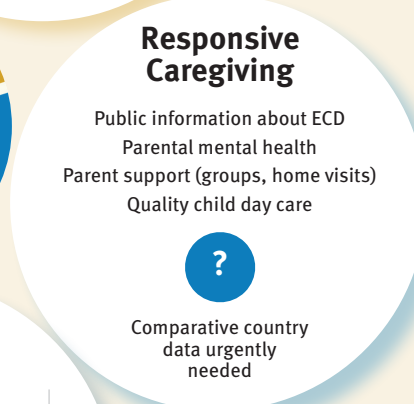 Responsive
Caregiving
Public information about ECD
Parental mental health
Parent support (groups, home visits)
Quality child day care
?
Comparative country
data urgently
needed